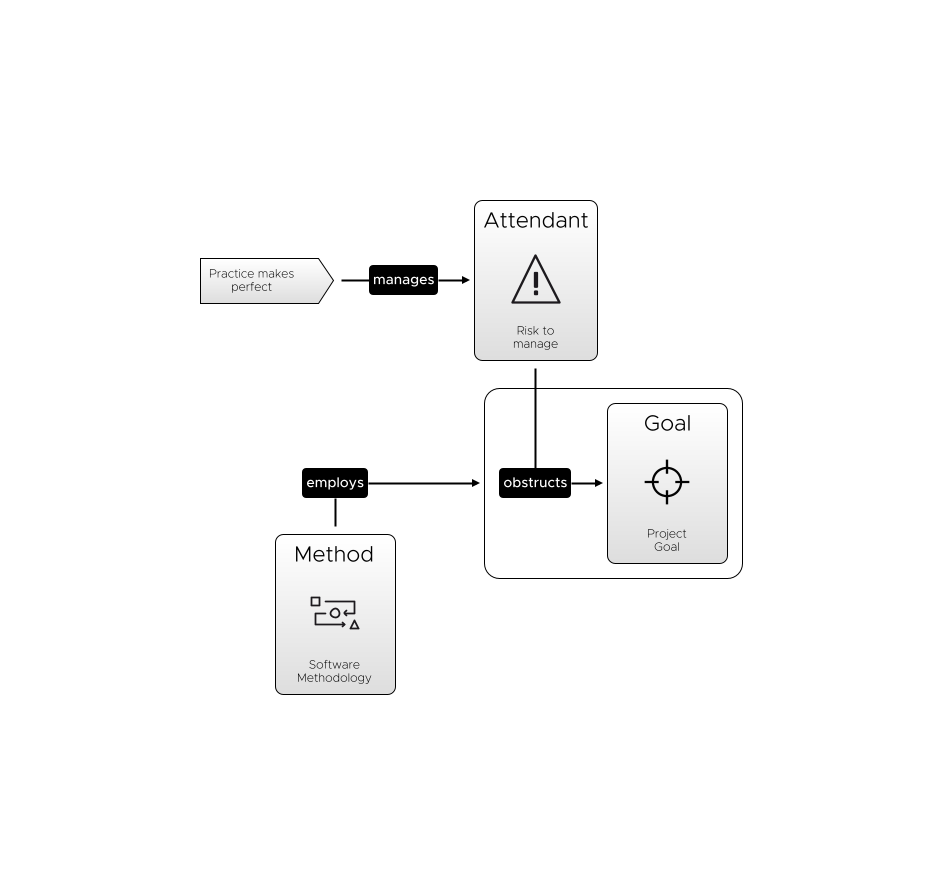 Attendant
Practice makes
perfect
manages
Risk to
manage
Goal
employs
obstructs
Project
Goal
Method
Software
Methodology